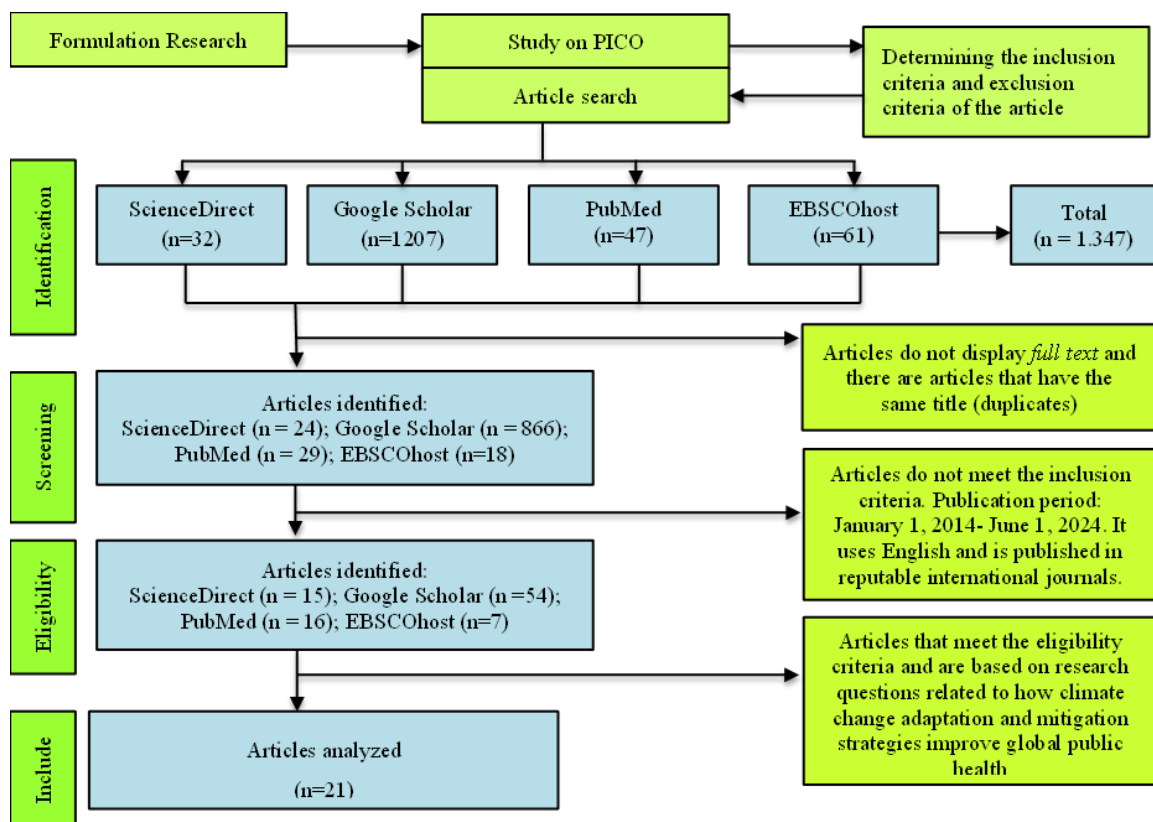 Formulation Research
Study on PICO
Article search
Determining the inclusion
criteria and exclusion
criteria of the article
Identification
ScienceDirect
(n=32)
Google Scholar
(n=1207)
PubMed
(n=47)
EBSCOhost
(n=61)
Total
(n = 1.347)
Articles do not display full text and
there are articles that have the
same title (duplicates)
Screening
Articles identified:
ScienceDirect (n = 24); Google Scholar (n = 866);
PubMed (n = 29); EBSCOhost (n=18)
Articles do not meet the inclusion
criteria. Publication period:
January 1, 2014- June 1, 2024. It
uses English and is published in
reputable international journals.
Eligibility
Articles identified:
ScienceDirect (n = 15); Google Scholar (n =54);
PubMed (n = 16); EBSCOhost (n=7)
Articles that meet the eligibility
criteria and are based on research
questions related to how climate
change adaptation and mitigation
strategies improve global public
health
Include
Articles analyzed
(n=21)